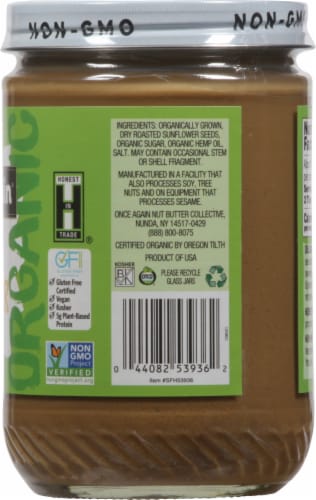 NON-GMO
NON-GM
ORGANIC
INGREDIENTS: ORGANICALLY GROWN,
DRY ROASTED SUNFLOWER SEEDS,
ORGANIC SUGAR, ORGANIC HEMP OIL,
SALT. MAY CONTAIN OCCASIONAL STEM
OR SHELL FRAGMENT.
MANUFACTURED IN A FACILITY THAT
ALSO PROCESSES SOY, TREE
NUTS AND ON EQUIPMENT THAT
PROCESSES SESAME.
ONCE AGAIN NUT BUTTER COLLECTIVE,
NUNDA, NY 14517-0429
(888) 800-8075
CERTIFIED ORGANIC BY OREGON TILTH
PRODUCT OF USA
HONEST
IN
TRADE
GF
✓ Gluten Free
Certified
✓ Vegan
✓ Kosher
✓ 5g Plant-Based
Protein
KOSHER
PLEASE RECYCLE
GLASS JARS
NON
GMO
Project
VERIFIED
nongmoproject.org
0 44082 53936 2
Item #SFH53936